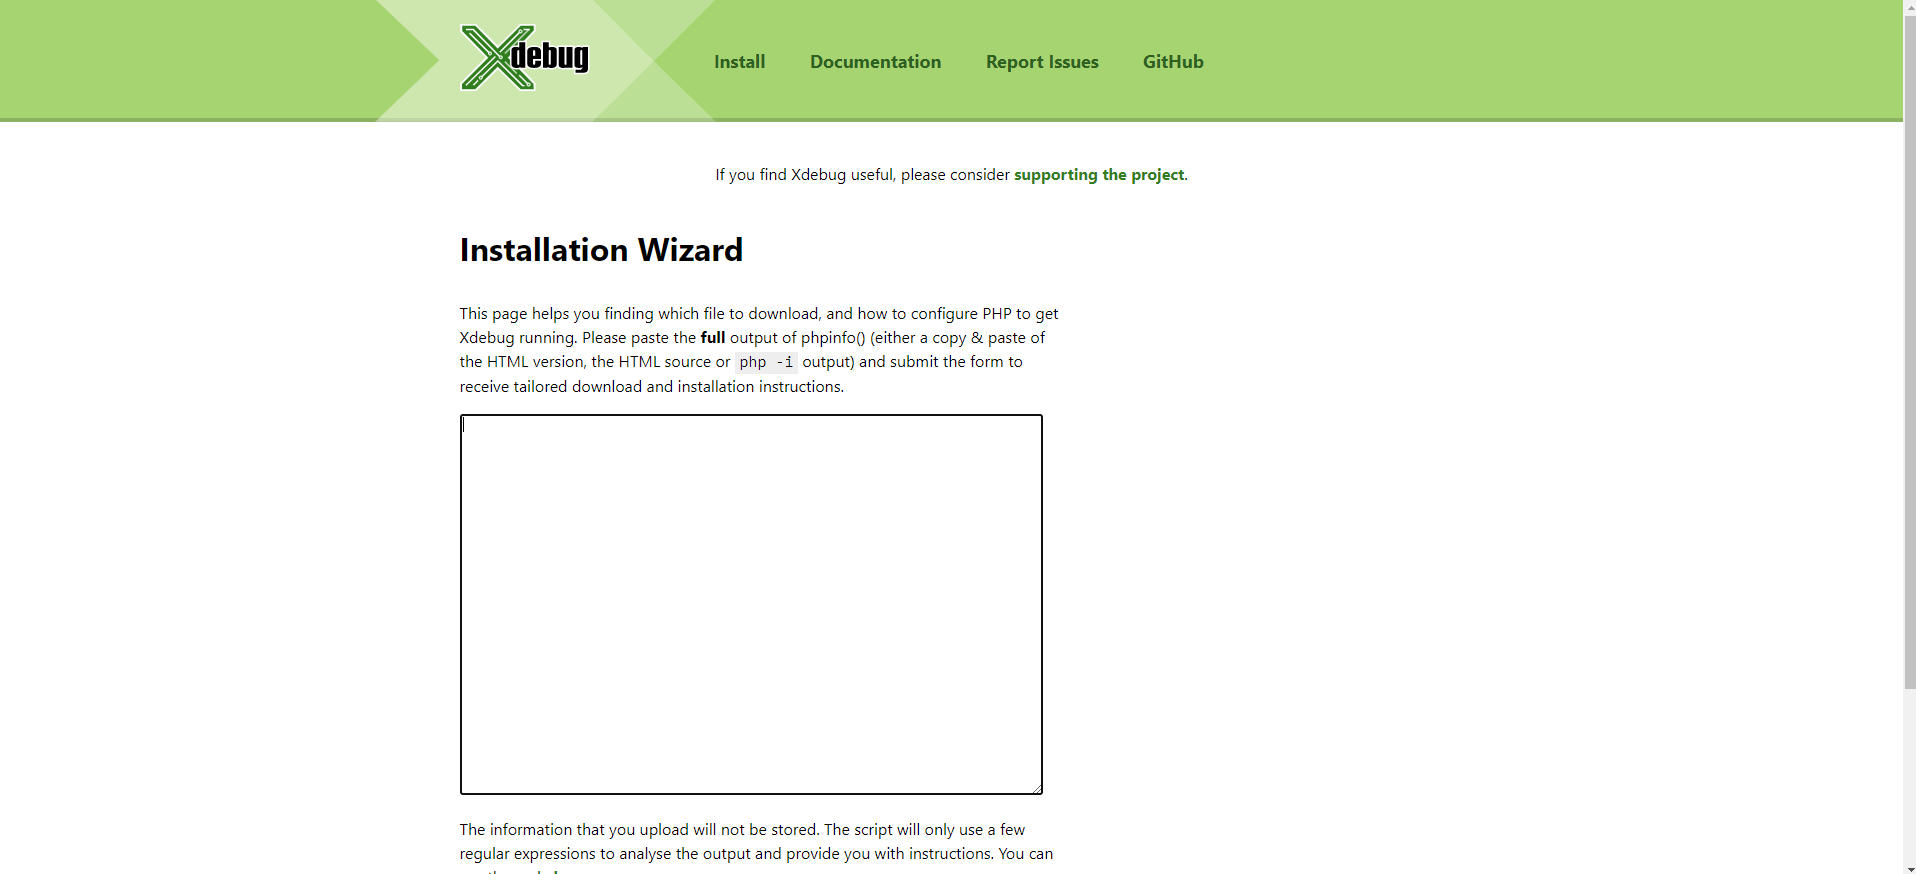 Xdebug
Install Documentation Report Issues GitHub
If you find Xdebug useful, please consider supporting the project.
Installation Wizard
This page helps you finding which file to download, and how to configure PHP to get
Xdebug running. Please paste the full output of phpinfo() (either a copy & paste of
the HTML version, the HTML source or php -i output) and submit the form to
receive tailored download and installation instructions.
The information that you upload will not be stored. The script will only use a few
regular expressions to analyse the output and provide you with instructions. You can